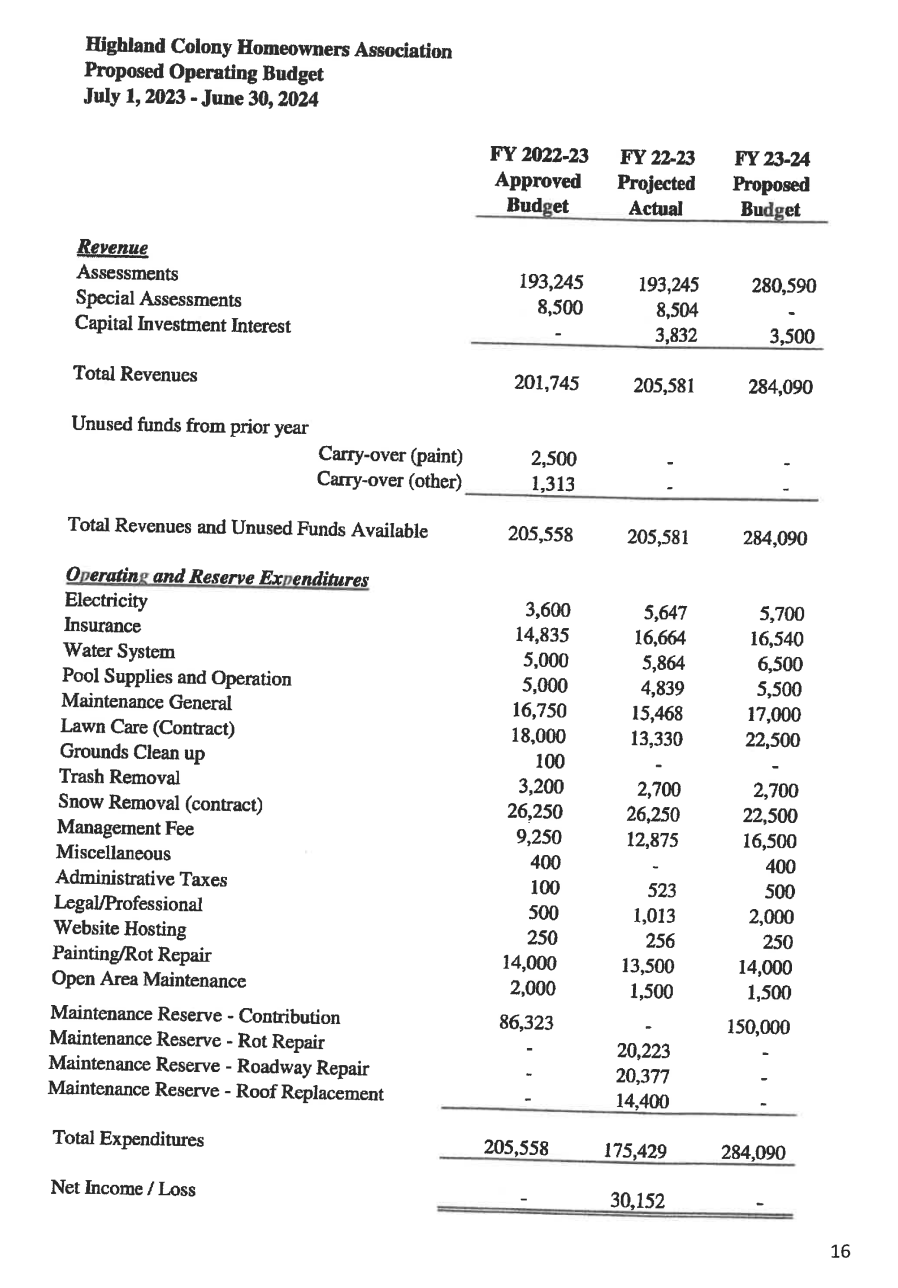 Highland Colony Homeowners Association
Proposed Operating Budget
July 1, 2023 - June 30, 2024
FY 2022-23 FY 22-23 FY 23-24
Approved Projected Proposed
Budget Actual Budget
Revenue
Assessments 193,245 193,245 280,590
Special Assessments 8,500 8,504 -
Capital Investment Interest - 3,832 3,500
Total Revenues 201,745 205,581 284,090
Unused funds from prior year
Carry-over (paint) 2,500 - -
Carry-over (other) 1,313 - -
Total Revenues and Unused Funds Available 205,558 205,581 284,090
Operating and Reserve Expenditures
Electricity 3,600 5,647 5,700
Insurance 14,835 16,664 16,540
Water System 5,000 5,864 6,500
Pool Supplies and Operation 5,000 4,839 5,500
Maintenance General 16,750 15,468 17,000
Lawn Care (Contract) 18,000 13,330 22,500
Grounds Clean up 100 - -
Trash Removal 3,200 2,700 2,700
Snow Removal (contract) 26,250 26,250 22,500
Management Fee 9,250 12,875 16,500
Miscellaneous 400 - 400
Administrative Taxes 100 523 500
Legal/Professional 500 1,013 2,000
Website Hosting 250 256 250
Painting/Rot Repair 14,000 13,500 14,000
Open Area Maintenance 2,000 1,500 1,500
Maintenance Reserve - Contribution 86,323 - 150,000
Maintenance Reserve - Rot Repair - 20,223 -
Maintenance Reserve - Roadway Repair - 20,377 -
Maintenance Reserve - Roof Replacement - 14,400 -
Total Expenditures 205,558 175,429 284,090
Net Income / Loss - 30,152 -
16